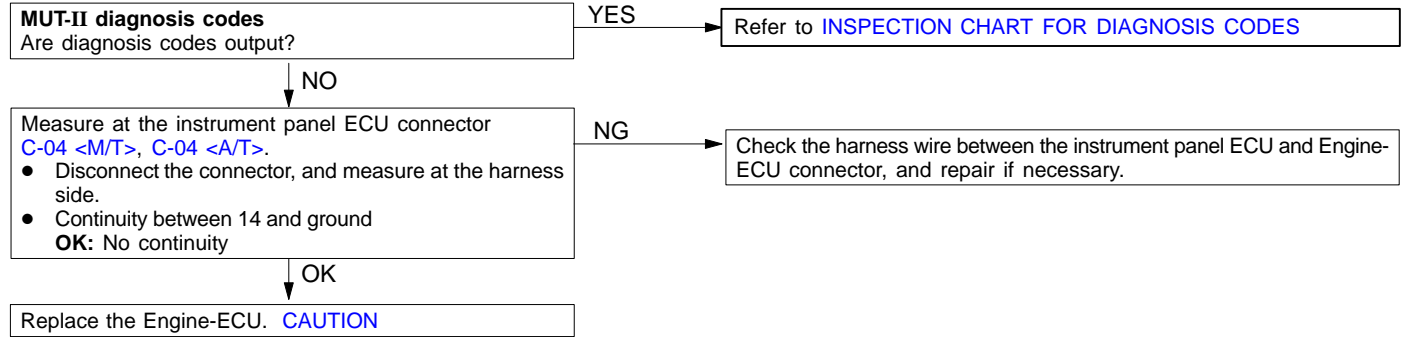 MUT-II diagnosis codes
Are diagnosis codes output?
YES
Refer to INSPECTION CHART FOR DIAGNOSIS CODES
NO
Measure at the instrument panel ECU connector
C-04 <M/T>, C-04 <A/T>.
● Disconnect the connector, and measure at the harness
side.
● Continuity between 14 and ground
OK: No continuity
NG
Check the harness wire between the instrument panel ECU and Engine-
ECU connector, and repair if necessary.
OK
Replace the Engine-ECU. CAUTION